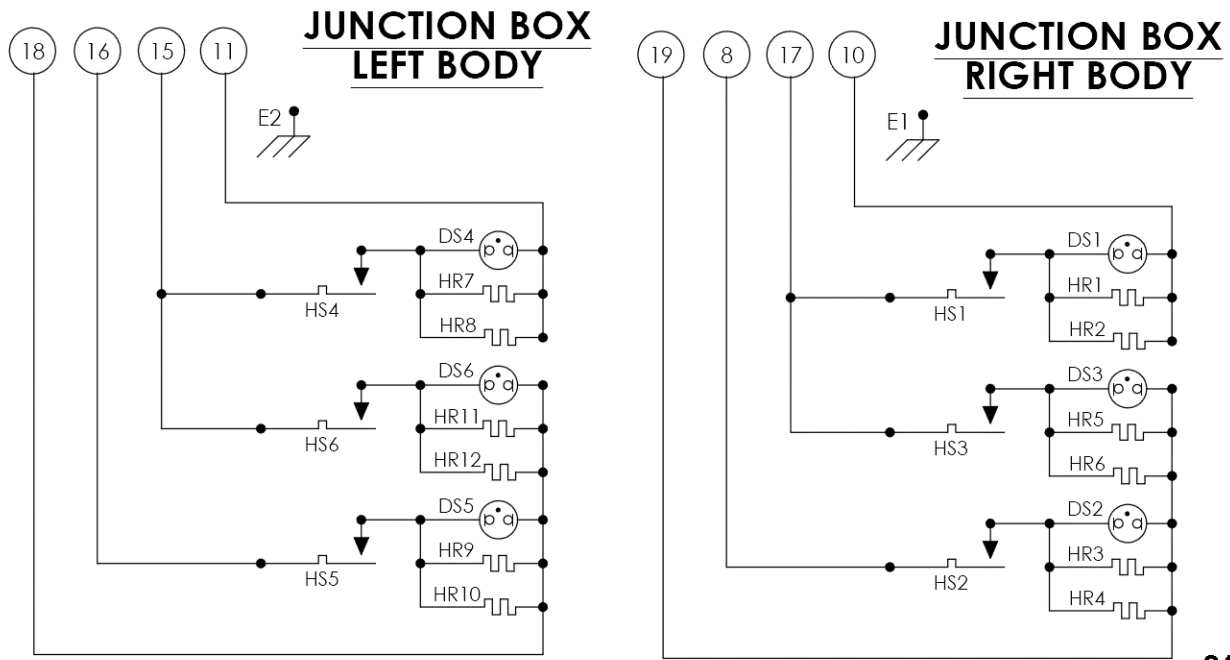 JUNCTION BOX
LEFT BODY
18 16 15 11
E2
DS4
HR7
HS4
HR8
DS6
HR11
HS6
HR12
DS5
HR9
HS5
HR10
JUNCTION BOX
RIGHT BODY
19 8 17 10
E1
DS1
HR1
HS1
HR2
DS3
HR5
HS3
HR6
DS2
HR3
HS2
HR4